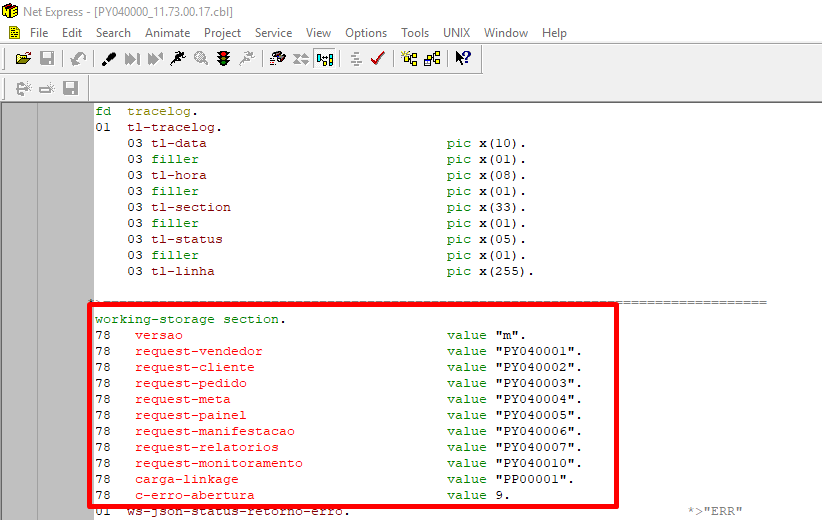 Net Express - [PY040000_11.73.00.17.cbl]
File Edit Search Animate Project Service View Options Tools UNIX Window Help
fd  tracelog.
01  tl-tracelog.
    03 tl-data                          pic x(10).
    03 filler                           pic x(01).
    03 tl-hora                          pic x(08).
    03 filler                           pic x(01).
    03 tl-section                       pic x(33).
    03 filler                           pic x(01).
    03 tl-status                        pic x(05).
    03 filler                           pic x(01).
    03 tl-linha                         pic x(255).
working-storage section.
78   versao                             value "m".
78   request-vendedor                   value "PY040001".
78   request-cliente                    value "PY040002".
78   request-pedido                     value "PY040003".
78   request-meta                       value "PY040004".
78   request-painel                     value "PY040005".
78   request-manifestacao               value "PY040006".
78   request-relatorios                 value "PY040007".
78   request-monitoramento              value "PY040010".
78   carga-linkage                      value "PP00001".
78   c-erro-abertura                    value 9.
01  ws-json-status-retorno-erro.                                          *>"ERR"